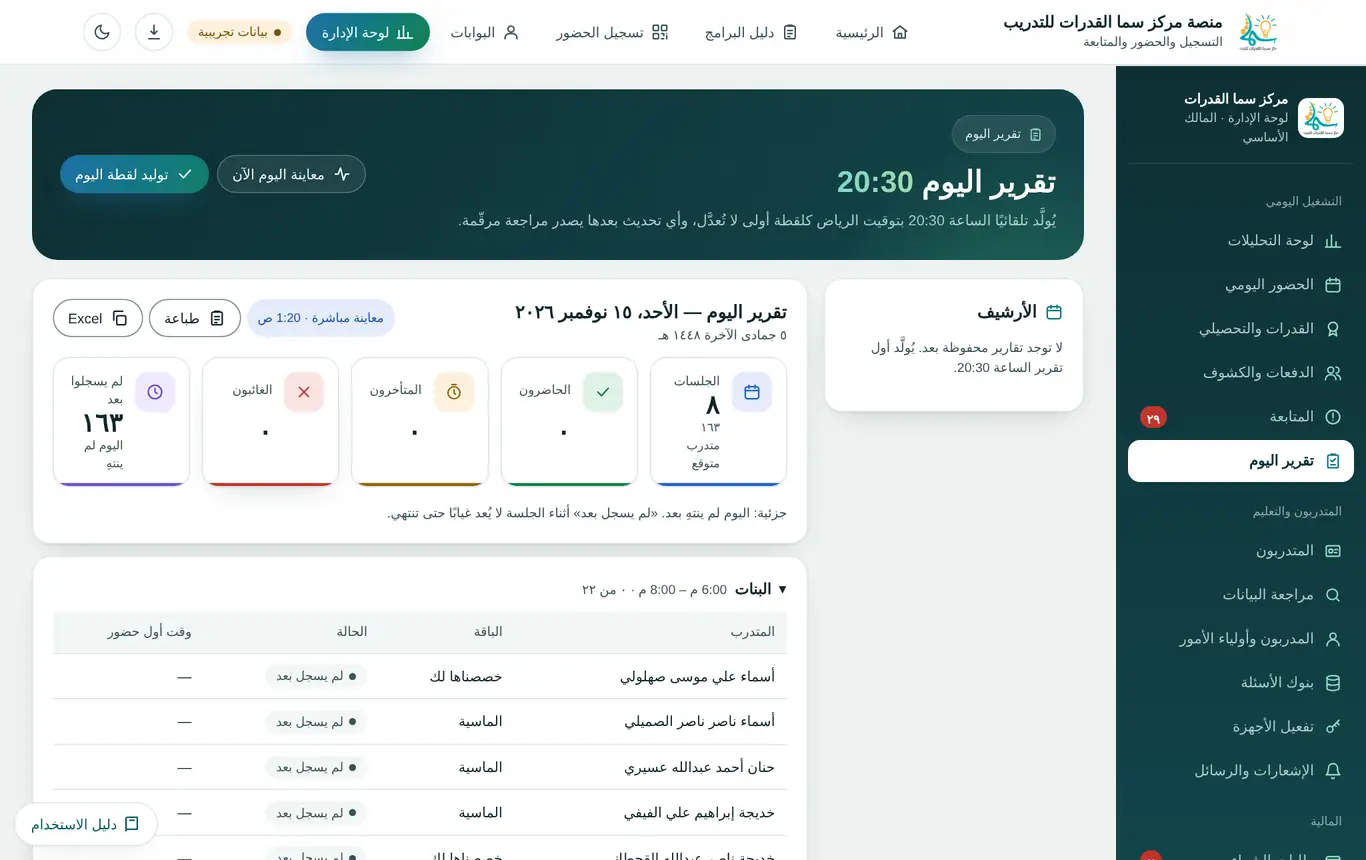 منصة مركز سما القدرات للتدريب
التسجيل والحضور والمتابعة
الرئيسية
دليل البرامج
تسجيل الحضور
البوابات
لوحة الإدارة
بيانات تجريبية
مركز سما القدرات
لوحة الإدارة · المالك
الأساسي
التشغيل اليومي
لوحة التحليلات
الحضور اليومي
القدرات والتحصيلي
الدفعات والكشوف
المتابعة ٢٩
تقرير اليوم
المتدربون والتعليم
المتدربون
مراجعة البيانات
المدربون وأولياء الأمور
بنوك الأسئلة
تفعيل الأجهزة
الإشعارات والرسائل
المالية
تقرير اليوم
تقرير اليوم 20:30
يُولَّد تلقائيًا الساعة 20:30 بتوقيت الرياض كلقطة أولى لا تُعدَّل، وأي تحديث بعدها يصدر مراجعة مرقّمة.
معاينة اليوم الآن
توليد لقطة اليوم
الأرشيف
لا توجد تقارير محفوظة بعد. يُولَّد أول
تقرير الساعة 20:30.
تقرير اليوم — الأحد، ١٥ نوفمبر ٢٠٢٦
٥ جمادى الآخرة ١٤٤٨ هـ
معاينة مباشرة · 1:20 ص
طباعة
Excel
الجلسات
٨
١٦٣
متدرب
متوقع
الحاضرون
٠
المتأخرون
٠
الغائبون
٠
لم يسجلوا
بعد
١٦٣
اليوم لم
ينتهِ
جزئية: اليوم لم ينتهِ بعد. «لم يسجل بعد» أثناء الجلسة لا يُعد غيابًا حتى تنتهي.
▾ البنات 6:00 م – 8:00 م · ٠ من ٢٢
المتدرب الباقة الحالة وقت أول حضور
أسماء علي موسى صهلولي خصصناها لك لم يسجل بعد —
أسماء ناصر ناصر الصميلي الماسية لم يسجل بعد —
حنان أحمد عبدالله عسيري الماسية لم يسجل بعد —
خديجة إبراهيم علي الفيفي الماسية لم يسجل بعد —
دليل الاستخدام